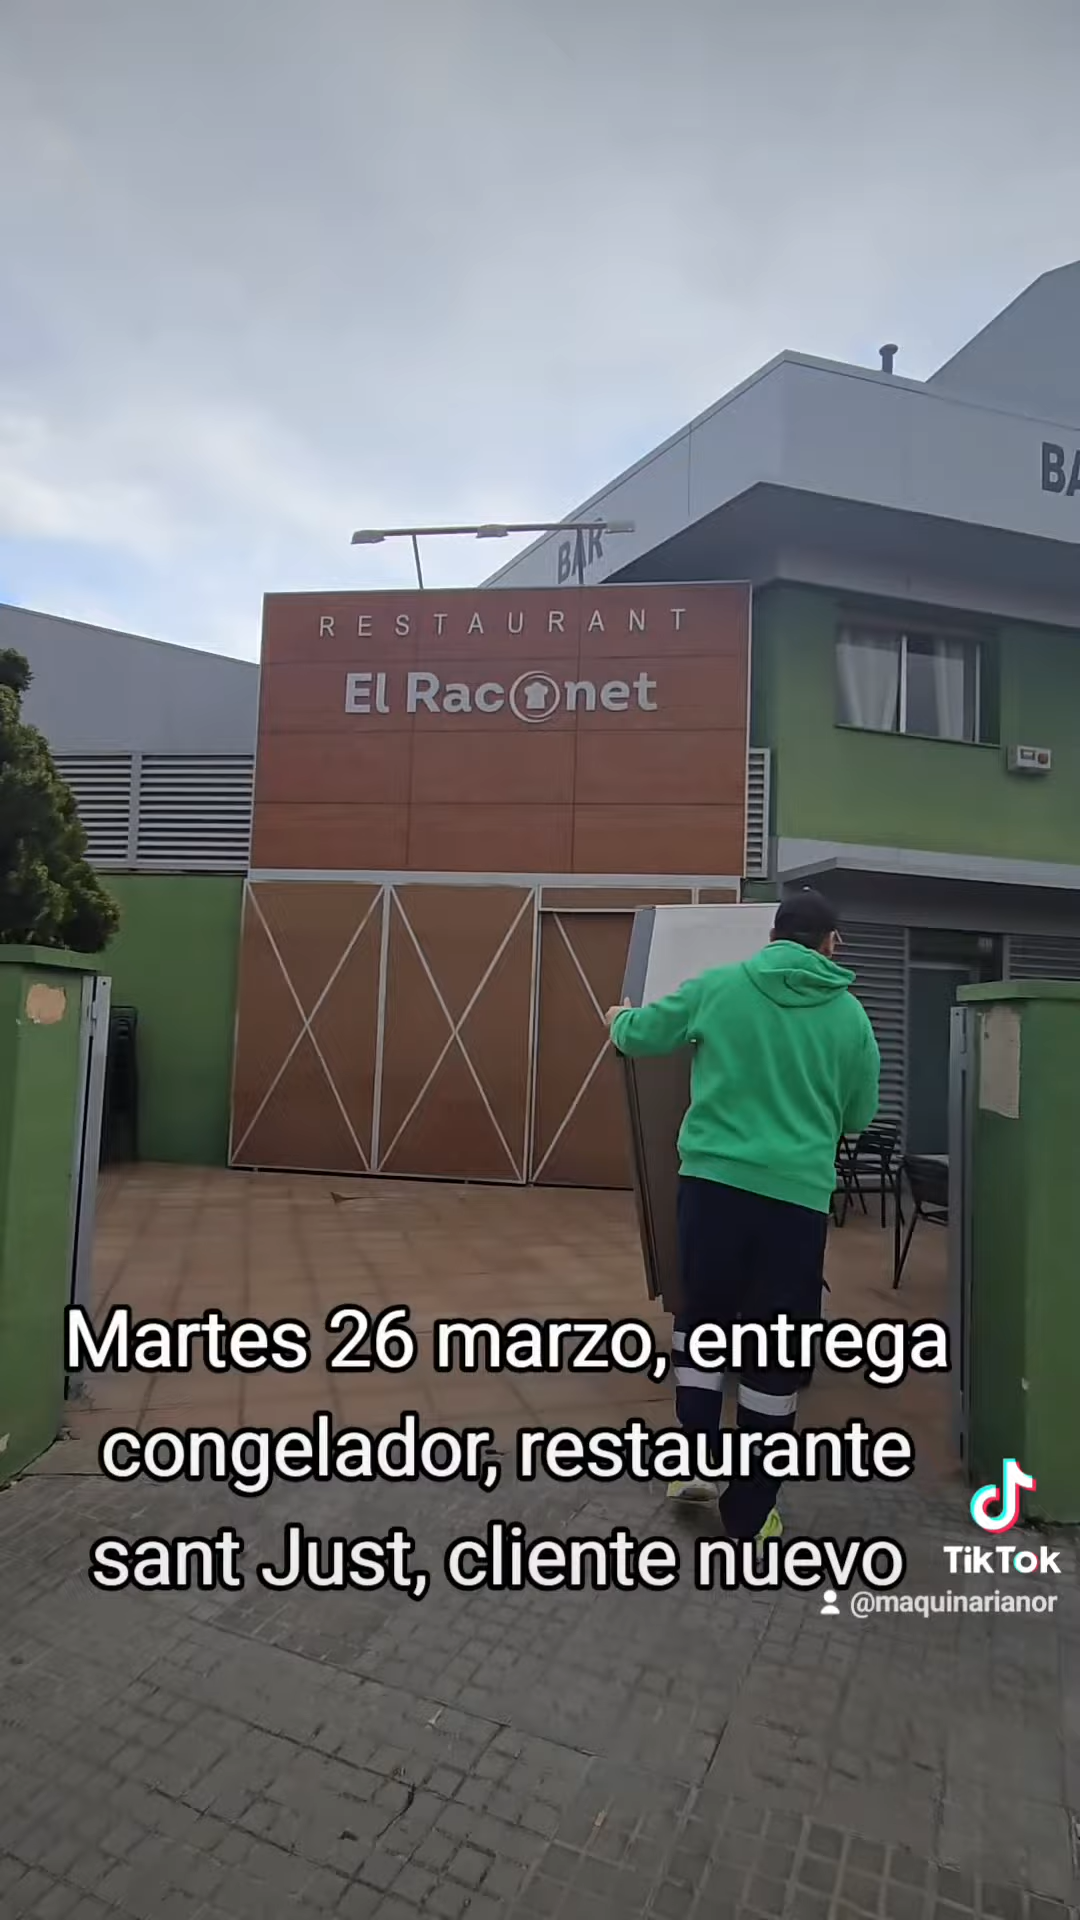 BA
BAR
RESTAURANT
El Raconet
Martes 26 marzo, entrega
congelador, restaurante
sant Just, cliente nuevo
TikTok
@maquinarianor